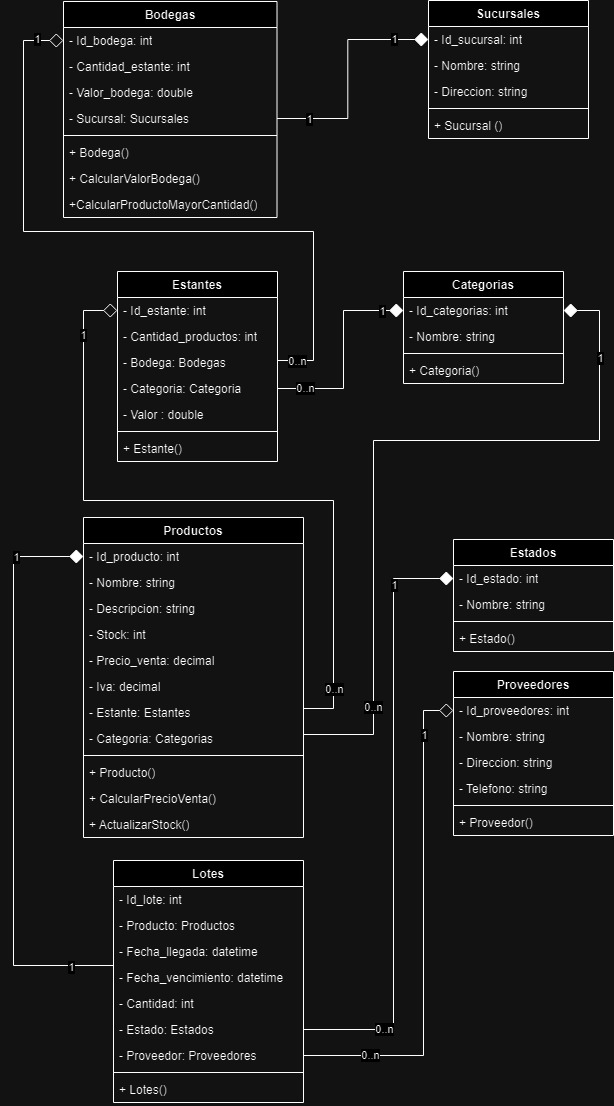 Bodegas
- Id_bodega: int
- Cantidad_estante: int
- Valor_bodega: double
- Sucursal: Sucursales
+ Bodega()
+ CalcularValorBodega()
+CalcularProductoMayorCantidad()
1
1
1
Sucursales
- Id_sucursal: int
- Nombre: string
- Direccion: string
+ Sucursal ()
Estantes
- Id_estante: int
- Cantidad_productos: int
- Bodega: Bodegas
- Categoria: Categoria
- Valor : double
+ Estante()
1
0..n
0..n
1
Categorias
- Id_categorias: int
- Nombre: string
+ Categoria()
1
Productos
- Id_producto: int
- Nombre: string
- Descripcion: string
- Stock: int
- Precio_venta: decimal
- Iva: decimal
- Estante: Estantes
- Categoria: Categorias
+ Producto()
+ CalcularPrecioVenta()
+ ActualizarStock()
1
0..n
0..n
Estados
- Id_estado: int
- Nombre: string
+ Estado()
1
Proveedores
- Id_proveedores: int
- Nombre: string
- Direccion: string
- Telefono: string
+ Proveedor()
1
Lotes
- Id_lote: int
- Producto: Productos
- Fecha_llegada: datetime
- Fecha_vencimiento: datetime
- Cantidad: int
- Estado: Estados
- Proveedor: Proveedores
+ Lotes()
1
0..n
0..n